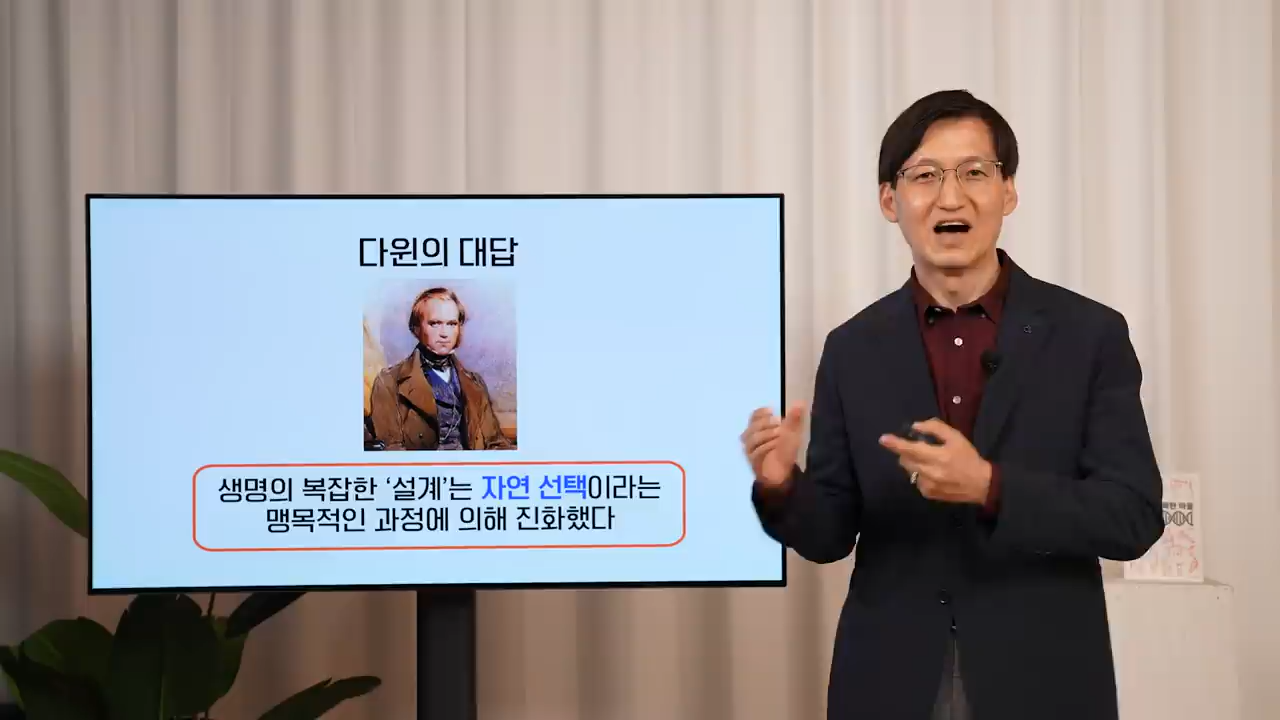 다윈의 대답
생명의 복잡한 ‘설계’는 자연 선택이라는
맹목적인 과정에 의해 진화했다